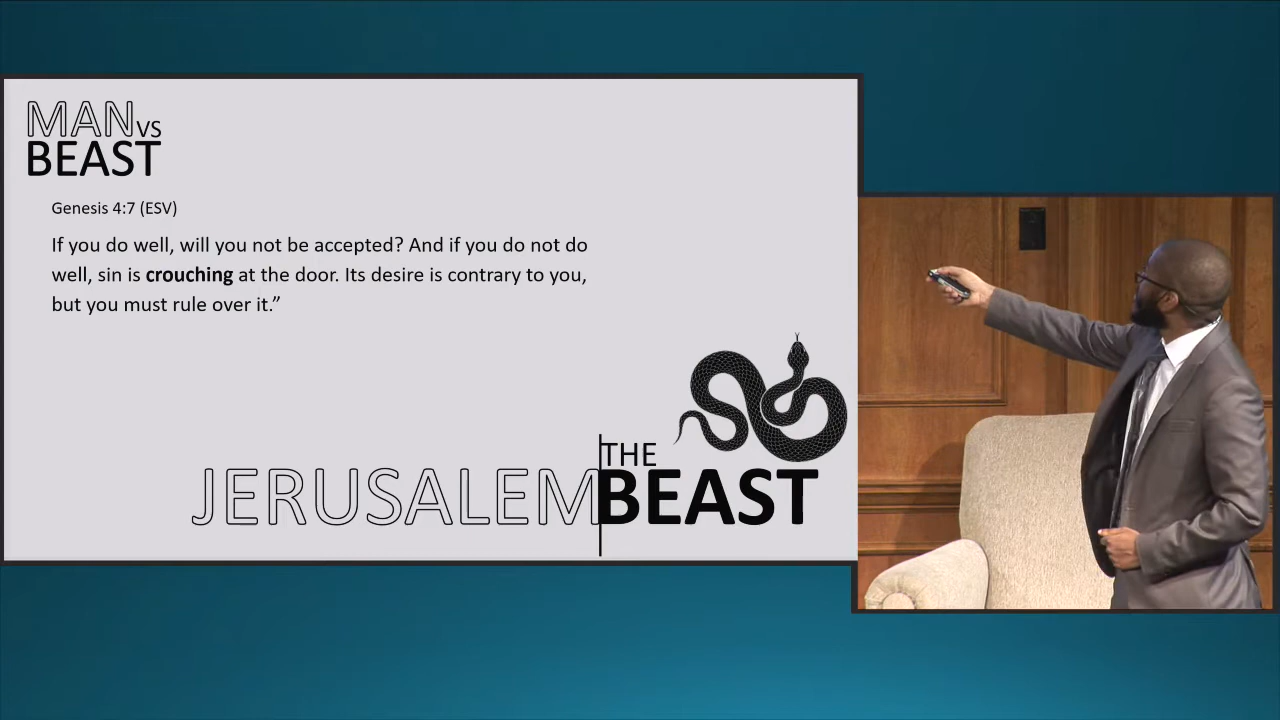 MAN VS
BEAST
Genesis 4:7 (ESV)
If you do well, will you not be accepted? And if you do not do
well, sin is crouching at the door. Its desire is contrary to you,
but you must rule over it.”
THE
JERUSALEM BEAST